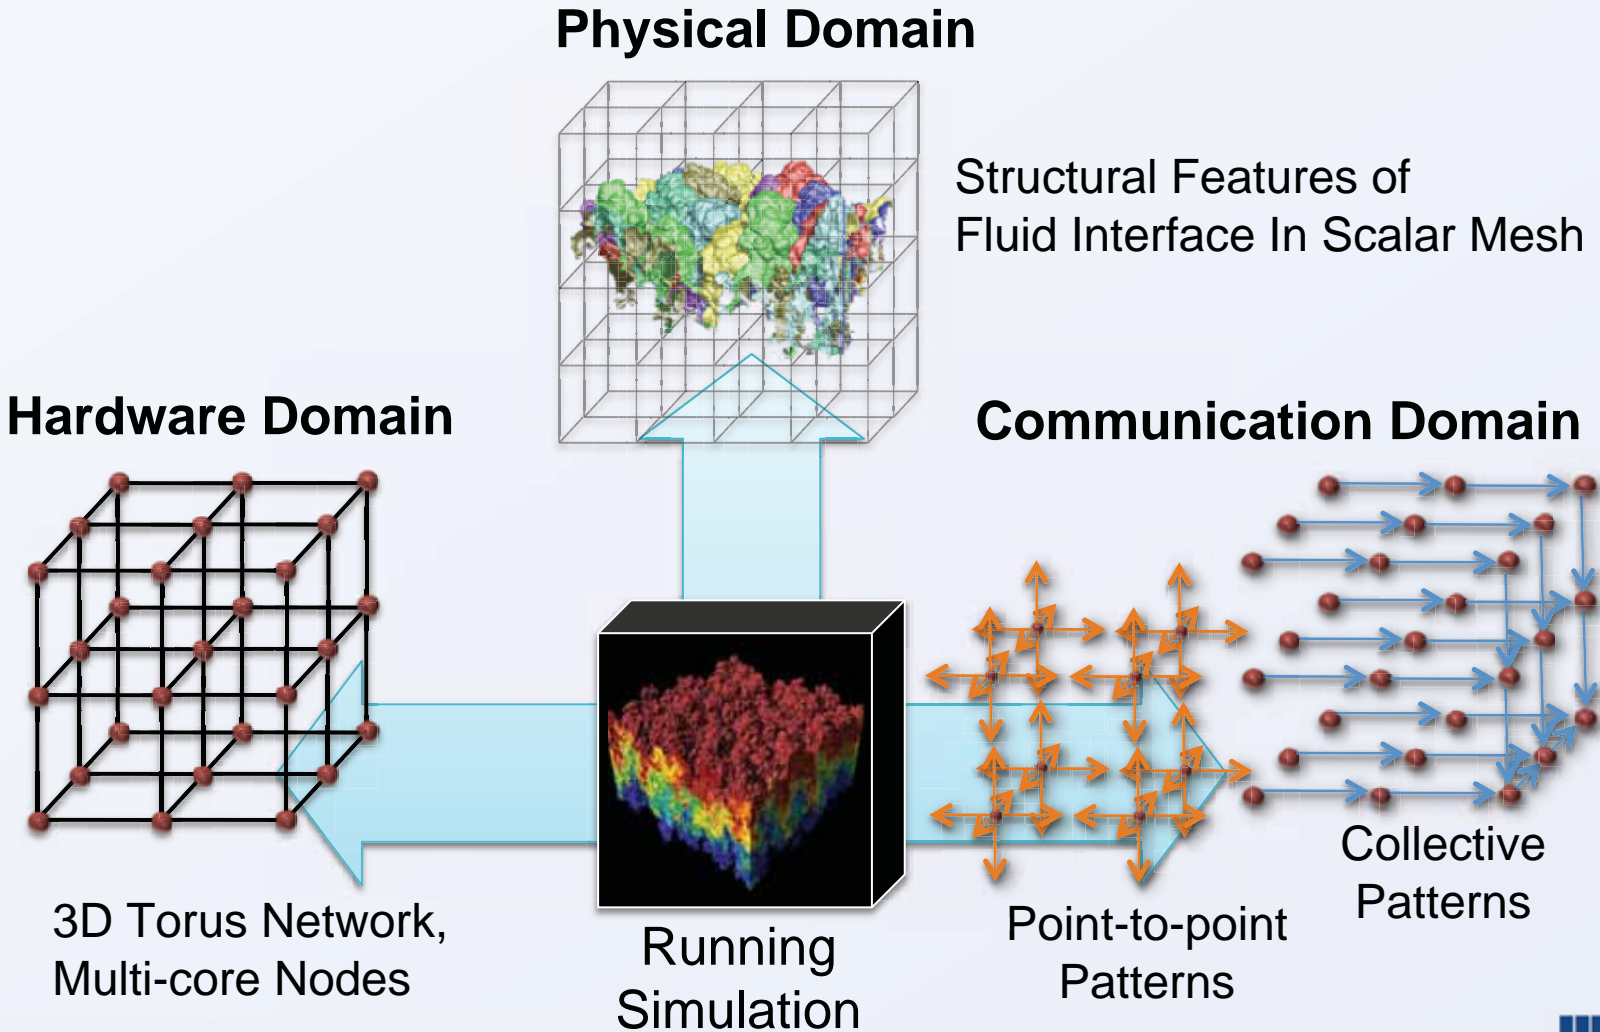 Physical Domain
Structural Features of
Fluid Interface In Scalar Mesh
Hardware Domain
Communication Domain
3D Torus Network,
Multi-core Nodes
Running
Simulation
Point-to-point
Patterns
Collective
Patterns